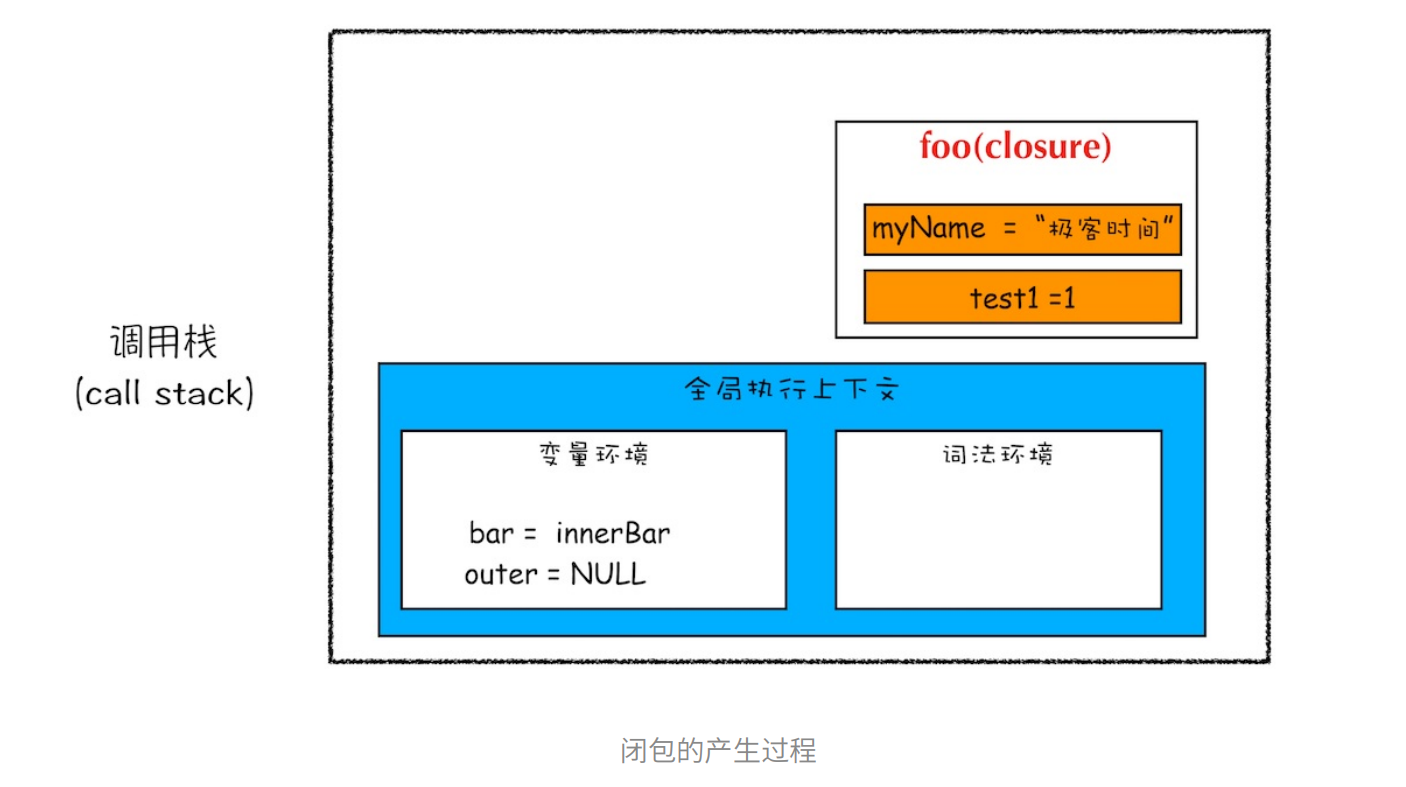 foo(closure)
myName = “极客时间”
test1 =1
调用栈
(call stack)
全局执行上下文
变量环境
词法环境
bar = innerBar
outer = NULL
闭包的产生过程